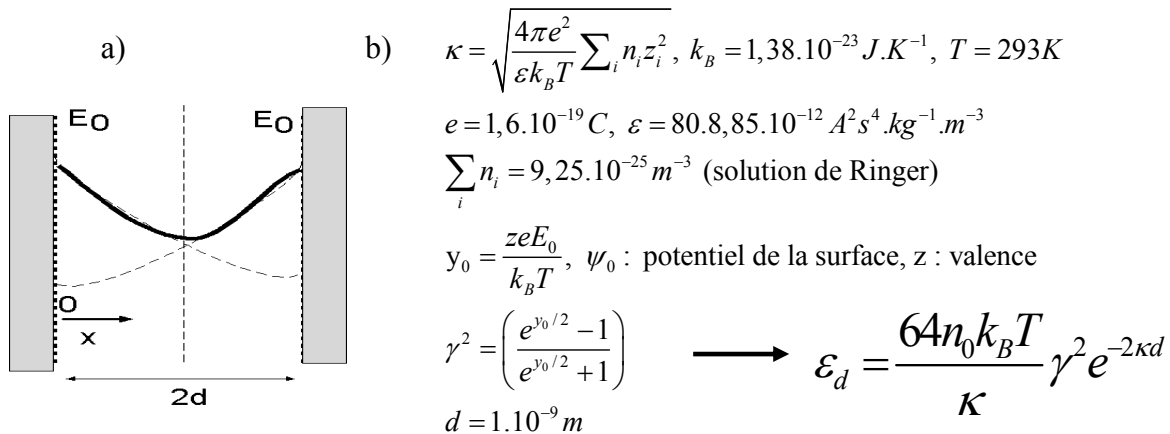 a)
E0 E0
0
x
2d
b)
κ = √(4πe²/(εk_BT) ∑_i n_i z_i²), k_B = 1,38.10⁻²³ J.K⁻¹, T = 293K
e = 1,6.10⁻¹⁹ C, ε = 80.8,85.10⁻¹² A²s⁴.kg⁻¹.m⁻³
∑_i n_i = 9,25.10⁻²⁵ m⁻³ (solution de Ringer)
y₀ = zeE₀/(k_BT), ψ₀ : potentiel de la surface, z : valence
γ² = ((e^{y₀/2} − 1)/(e^{y₀/2} + 1)) → ε_d = (64n₀k_BT/κ) γ² e^{−2κd}
d = 1.10⁻⁹ m